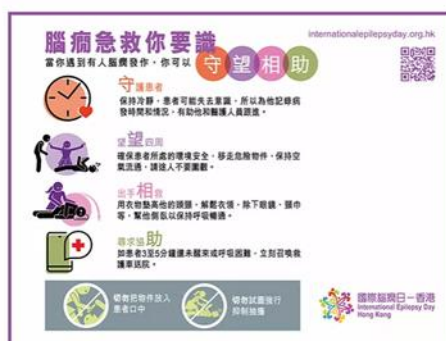 腦癇急救你要識
internationalepilepsyday.org.hk
當你遇到有人腦癇發作，你可以 守望相助
守護患者
保持冷靜，患者可能失去意識，所以為他記錄病
發時間和情況，有助他和醫護人員跟進。
望望四周
確保患者所處的環境安全，移走危險物件，保持空
氣流通，請途人不要圍觀。
出手相救
用衣物墊高他的頭頸，解鬆衣領，除下眼鏡、頸巾
等，幫他側臥以保持呼吸暢通。
尋求協助
如患者3至5分鐘還未醒來或呼吸困難，立刻召喚救
護車送院。
切勿把物件放入
患者口中
切勿試圖強行
抑制抽搐
國際腦癇日－香港
International Epilepsy Day
Hong Kong